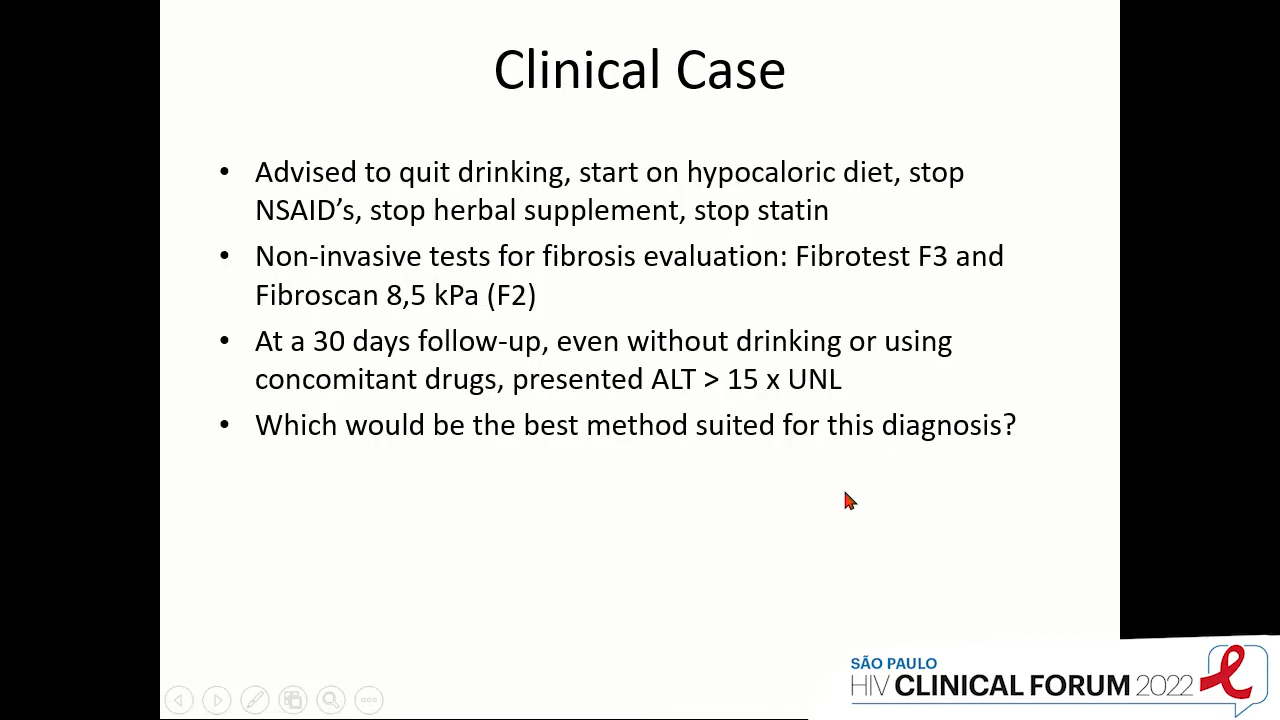 Clinical Case
• Advised to quit drinking, start on hypocaloric diet, stop
NSAID’s, stop herbal supplement, stop statin
• Non-invasive tests for fibrosis evaluation: Fibrotest F3 and
Fibroscan 8,5 kPa (F2)
• At a 30 days follow-up, even without drinking or using
concomitant drugs, presented ALT > 15 x UNL
• Which would be the best method suited for this diagnosis?
SÃO PAULO
HIV CLINICAL FORUM 2022